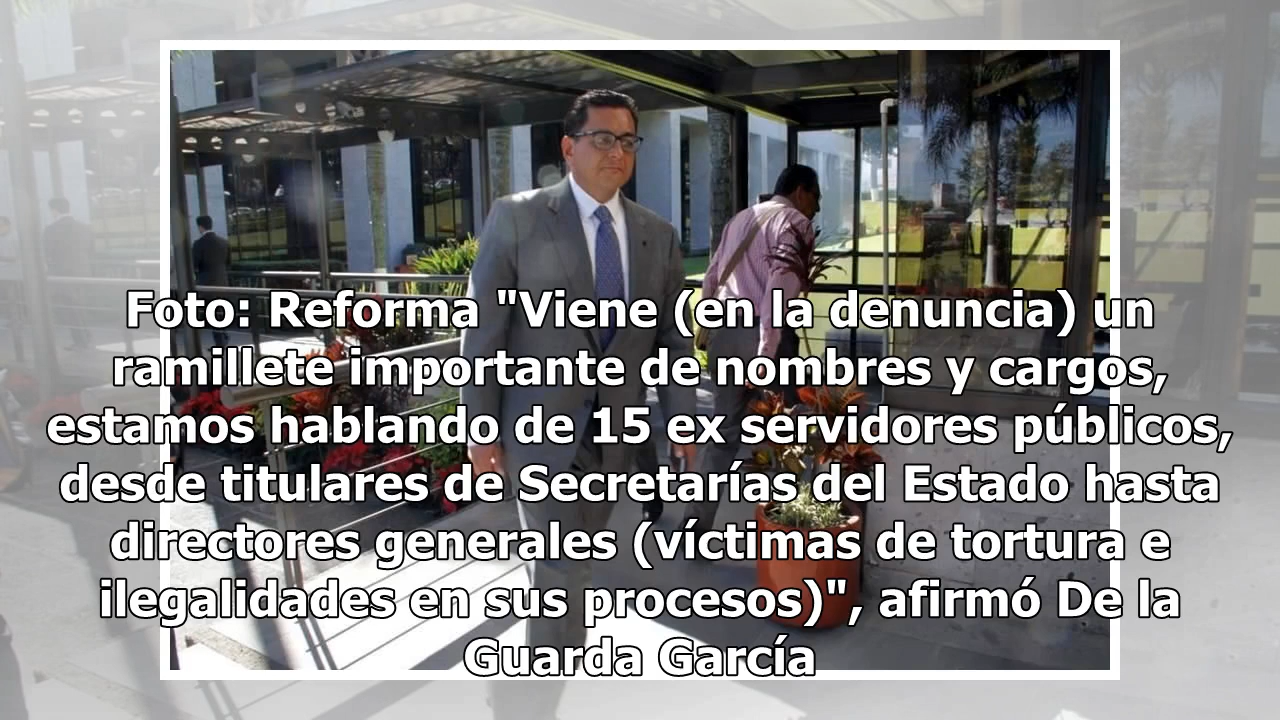 Foto: Reforma "Viene (en la denuncia) un
ramillete importante de nombres y cargos,
estamos hablando de 15 ex servidores públicos,
desde titulares de Secretarías del Estado hasta
directores generales (víctimas de tortura e
ilegalidades en sus procesos)", afirmó De la
Guarda García